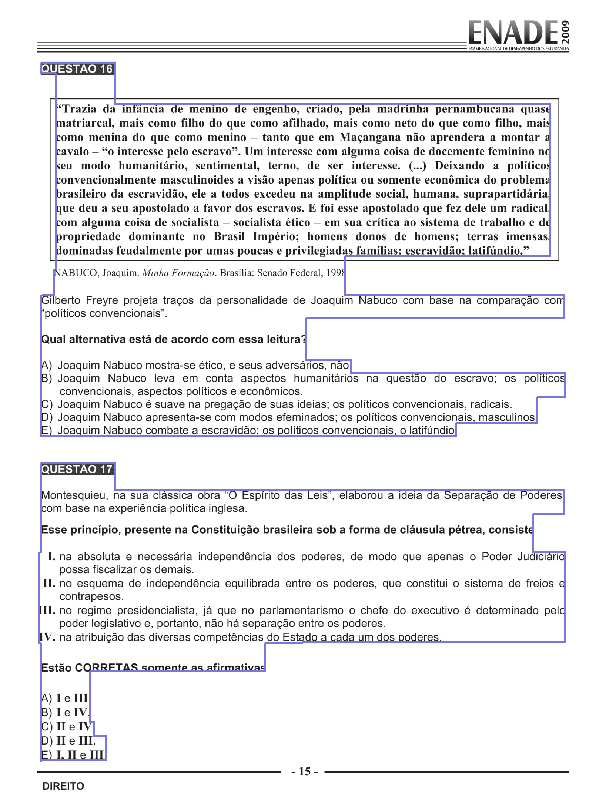 ENADE 2009
QUESTÃO 16
“Trazia da infância de menino de engenho, criado, pela madrinha pernambucana quase
matriarcal, mais como filho do que como afilhado, mais como neto do que como filho, mais
como menina do que como menino – tanto que em Maçangana não aprendera a montar a
cavalo – “o interesse pelo escravo”. Um interesse com alguma coisa de docemente feminino no
seu modo humanitário, sentimental, terno, de ser interesse. (...) Deixando a políticos
convencionalmente masculinoides a visão apenas política ou somente econômica do problema
brasileiro da escravidão, ele a todos excedeu na amplitude social, humana, suprapartidária,
que deu a seu apostolado a favor dos escravos. E foi esse apostolado que fez dele um radical,
com alguma coisa de socialista – socialista ético – em sua crítica ao sistema de trabalho e de
propriedade dominante no Brasil Império; homens donos de homens; terras imensas,
dominadas feudalmente por umas poucas e privilegiadas famílias; escravidão; latifúndio.”
NABUCO, Joaquim. Minha Formação. Brasília: Senado Federal, 1998
Gilberto Freyre projeta traços da personalidade de Joaquim Nabuco com base na comparação com
“políticos convencionais”.
Qual alternativa está de acordo com essa leitura?
A) Joaquim Nabuco mostra-se ético, e seus adversários, não.
B) Joaquim Nabuco leva em conta aspectos humanitários na questão do escravo; os políticos
convencionais, aspectos políticos e econômicos.
C) Joaquim Nabuco é suave na pregação de suas ideias; os políticos convencionais, radicais.
D) Joaquim Nabuco apresenta-se com modos efeminados; os políticos convencionais, masculinos.
E) Joaquim Nabuco combate a escravidão; os políticos convencionais, o latifúndio.
QUESTÃO 17
Montesquieu, na sua clássica obra “O Espírito das Leis”, elaborou a ideia da Separação de Poderes,
com base na experiência política inglesa.
Esse princípio, presente na Constituição brasileira sob a forma de cláusula pétrea, consiste
I. na absoluta e necessária independência dos poderes, de modo que apenas o Poder Judiciário
possa fiscalizar os demais.
II. no esquema de independência equilibrada entre os poderes, que constitui o sistema de freios e
contrapesos.
III. no regime presidencialista, já que no parlamentarismo o chefe do executivo é determinado pelo
poder legislativo e, portanto, não há separação entre os poderes.
IV. na atribuição das diversas competências do Estado a cada um dos poderes.
Estão CORRETAS somente as afirmativas
A) I e III.
B) I e IV.
C) II e IV.
D) II e III.
E) I, II e III.
- 15 -
DIREITO